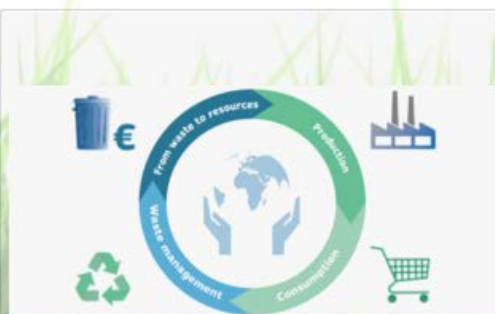 From waste to resources
Production
€
Consumption
Waste management